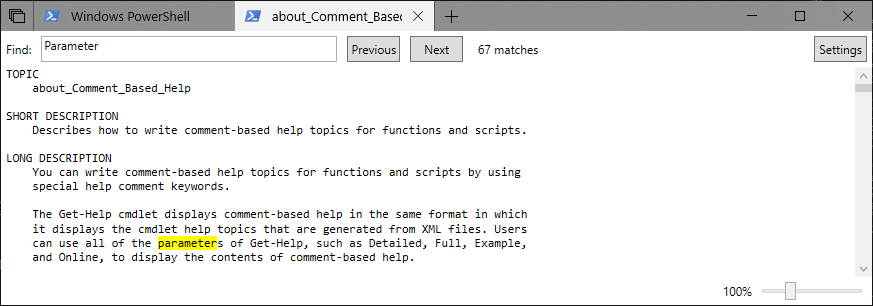 Windows PowerShell
about_Comment_Based
Find: Parameter Previous Next 67 matches Settings
TOPIC
about_Comment_Based_Help
SHORT DESCRIPTION
Describes how to write comment-based help topics for functions and scripts.
LONG DESCRIPTION
You can write comment-based help topics for functions and scripts by using
special help comment keywords.
The Get-Help cmdlet displays comment-based help in the same format in which
it displays the cmdlet help topics that are generated from XML files. Users
can use all of the parameters of Get-Help, such as Detailed, Full, Example,
and Online, to display the contents of comment-based help.
100%